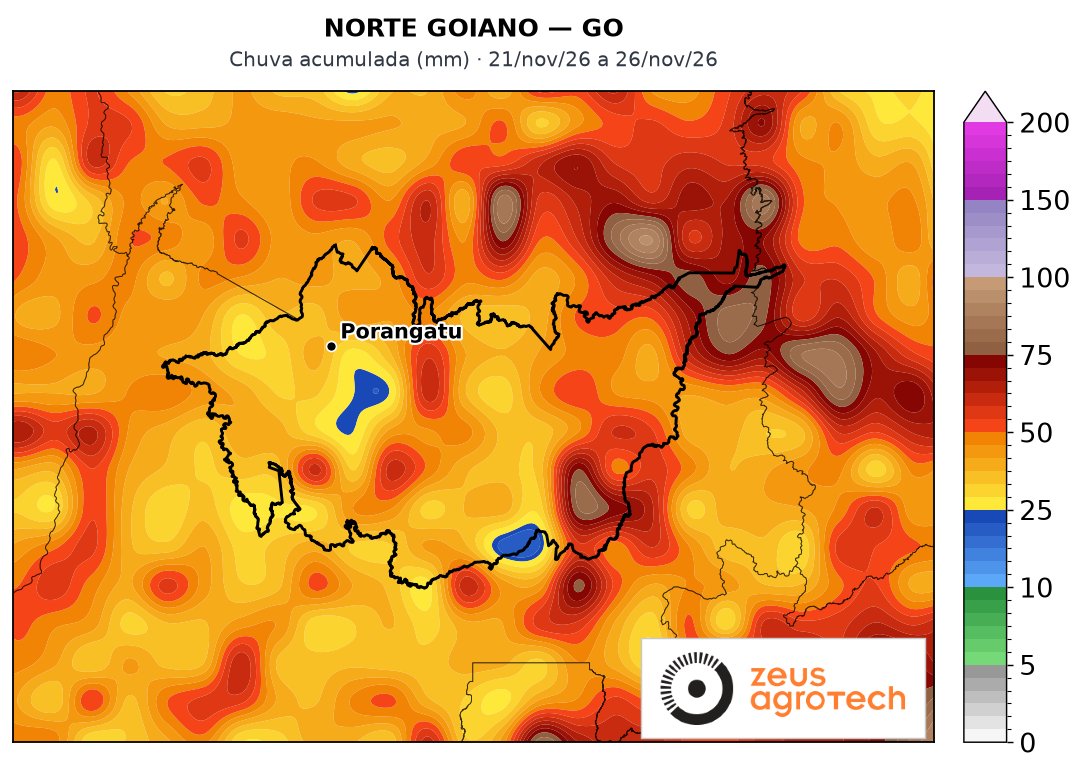 NORTE GOIANO — GO
Chuva acumulada (mm) · 21/nov/26 a 26/nov/26
Porangatu
200
150
100
75
50
25
10
5
0
zeus
agrotech